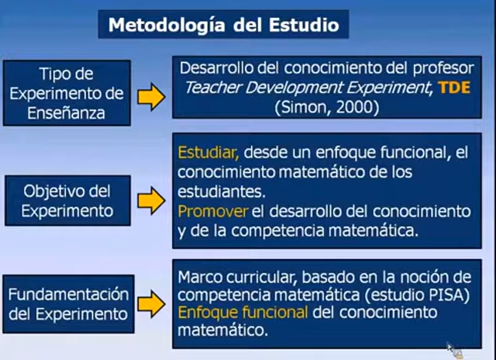 Metodología del Estudio
Tipo de
Experimento de
Enseñanza
Desarrollo del conocimiento del profesor
Teacher Development Experiment, TDE
(Simon, 2000)
Objetivo del
Experimento
Estudiar, desde un enfoque funcional, el
conocimiento matemático de los
estudiantes.
Promover el desarrollo del conocimiento
y de la competencia matemática.
Fundamentación
del Experimento
Marco curricular, basado en la noción de
competencia matemática (estudio PISA)
Enfoque funcional del conocimiento
matemático.